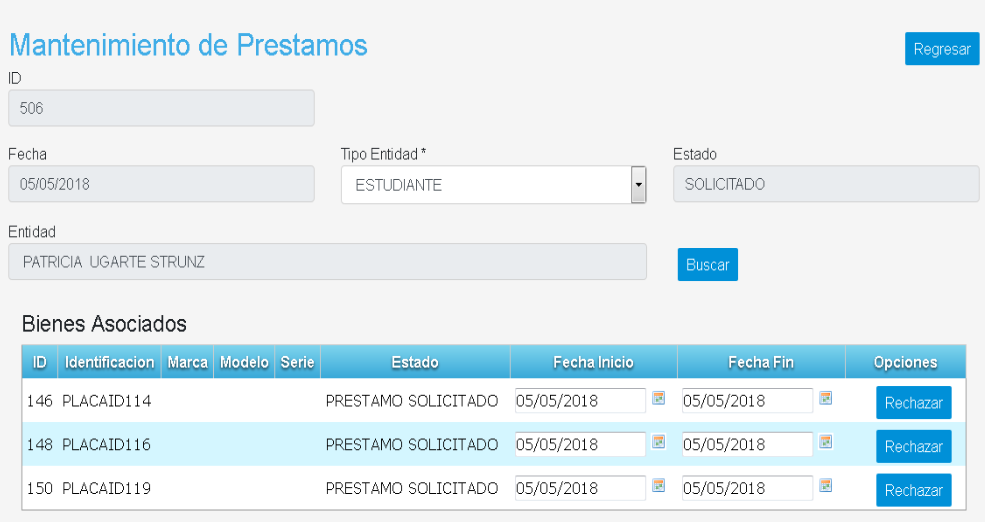 Mantenimiento de Prestamos
Regresar
ID
506
Fecha Tipo Entidad * Estado
05/05/2018 ESTUDIANTE SOLICITADO
Entidad
PATRICIA UGARTE STRUNZ Buscar
Bienes Asociados
ID Identificacion Marca Modelo Serie Estado Fecha Inicio Fecha Fin Opciones
146 PLACAID114 PRESTAMO SOLICITADO 05/05/2018 05/05/2018 Rechazar
148 PLACAID116 PRESTAMO SOLICITADO 05/05/2018 05/05/2018 Rechazar
150 PLACAID119 PRESTAMO SOLICITADO 05/05/2018 05/05/2018 Rechazar